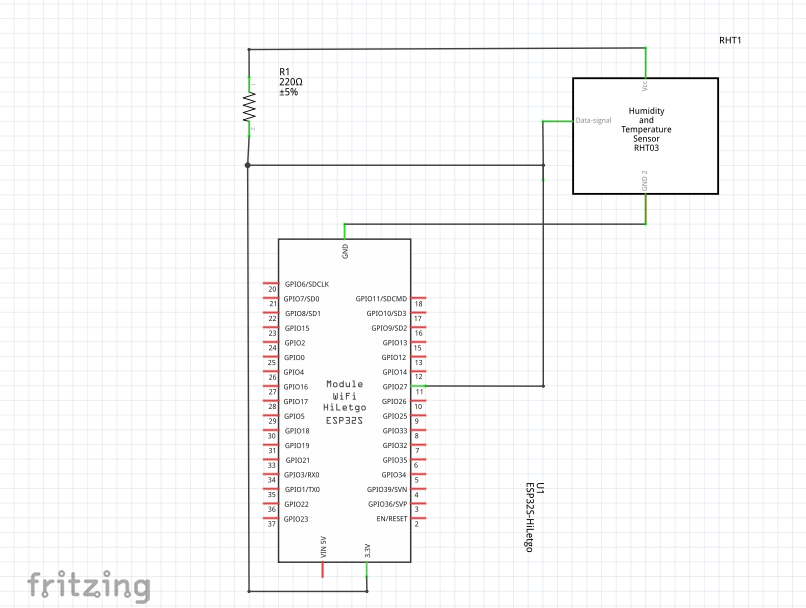 RHT1
R1
220Ω
±5%
Vcc
Data-signal
Humidity
and
Temperature
Sensor
RHT03
GND 2
GND
GPIO6/SDCLK
20
GPIO7/SD0
21
GPIO8/SD1
22
GPIO15
23
GPIO2
24
GPIO0
25
GPIO4
26
GPIO16
27
GPIO17
28
GPIO5
29
GPIO18
30
GPIO19
31
GPIO21
33
GPIO3/RX0
34
GPIO1/TX0
35
GPIO22
36
GPIO23
37
GPIO11/SDCMD
18
GPIO10/SD3
17
GPIO9/SD2
16
GPIO13
15
GPIO12
13
GPIO14
12
GPIO27
11
GPIO26
10
GPIO25
9
GPIO33
8
GPIO32
7
GPIO35
6
GPIO34
5
GPIO39/SVN
4
GPIO36/SVP
3
EN/RESET
2
Module
WiFi
HiLetgo
ESP32S
VIN 5V
3.3V
U1
ESP32S-HiLetgo
fritzing